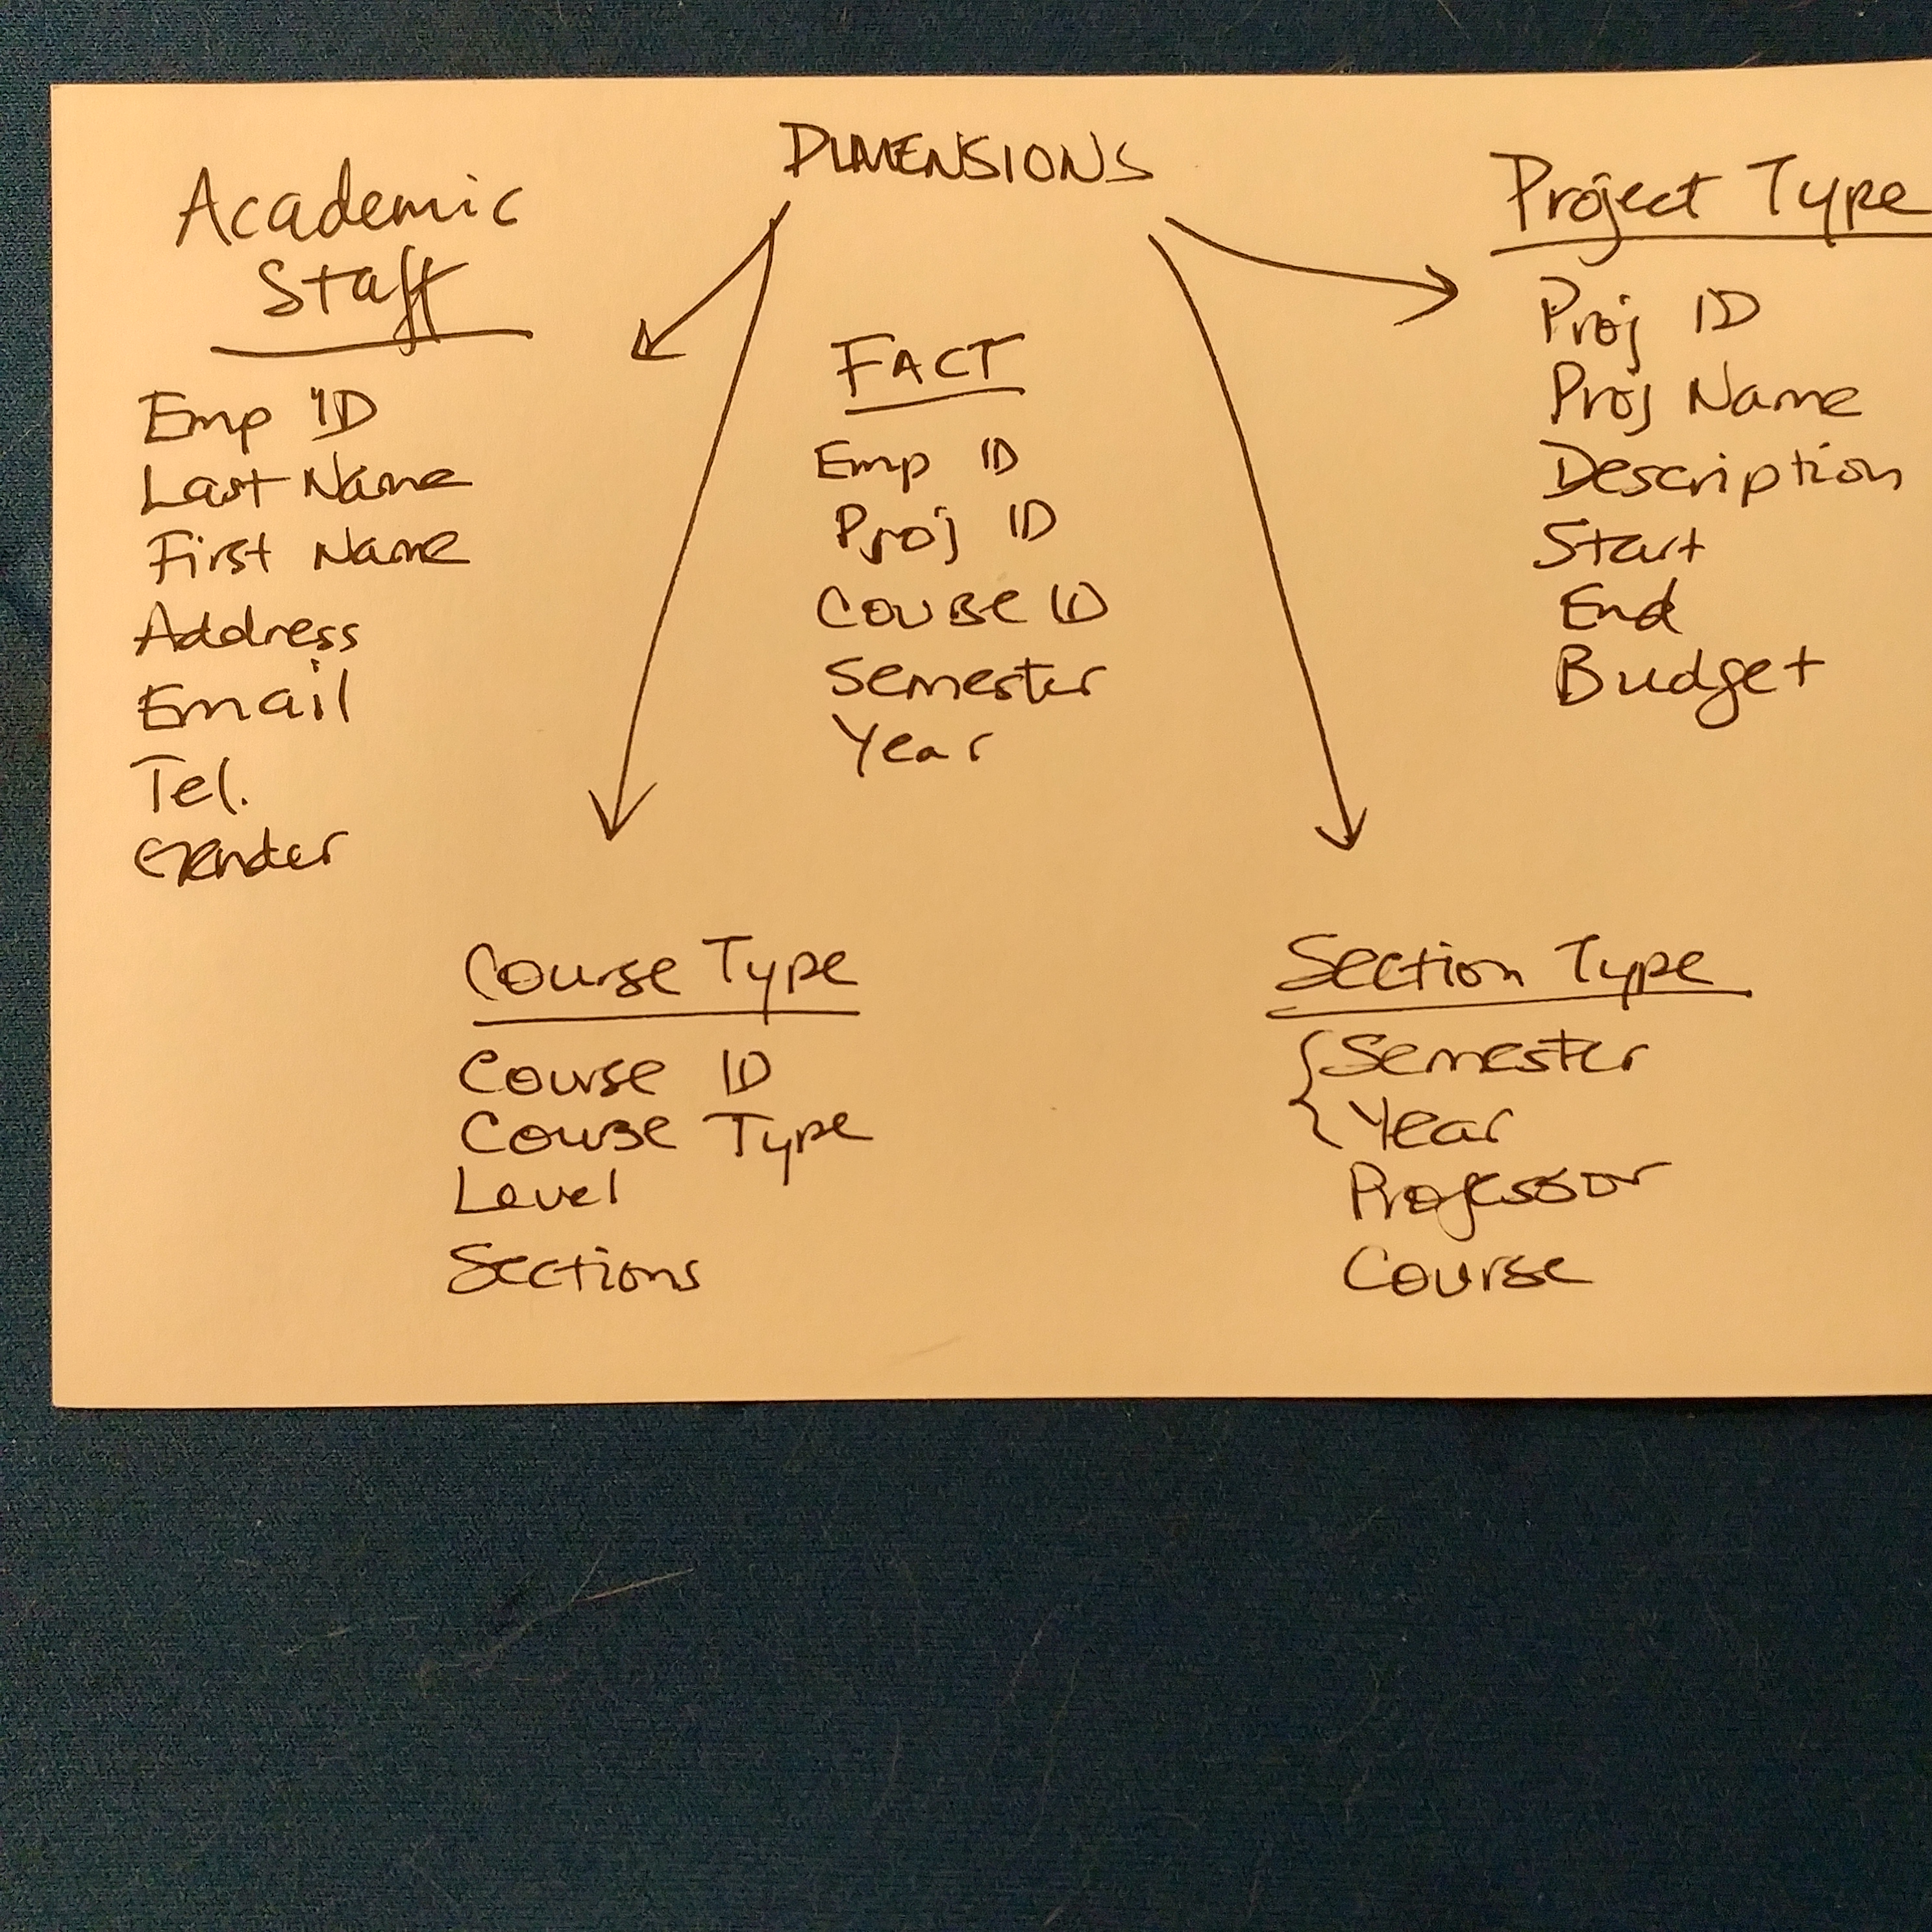 DIMENSIONS
Academic
Staff
Emp ID
Last Name
First Name
Address
Email
Tel.
Gender
FACT
Emp ID
Proj ID
Course ID
Semester
Year
Project Type
Proj ID
Proj Name
Description
Start
End
Budget
Course Type
Course ID
Course Type
Level
Sections
Section Type
Semester
Year
Professor
Course